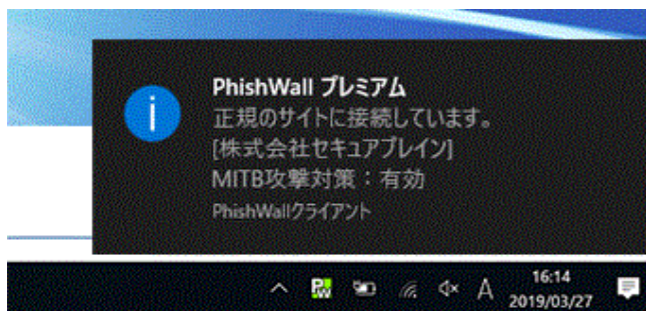 PhishWall プレミアム
正規のサイトに接続しています。
[株式会社セキュアブレイン]
MITB攻撃対策：有効
PhishWallクライアント
A
16:14
2019/03/27